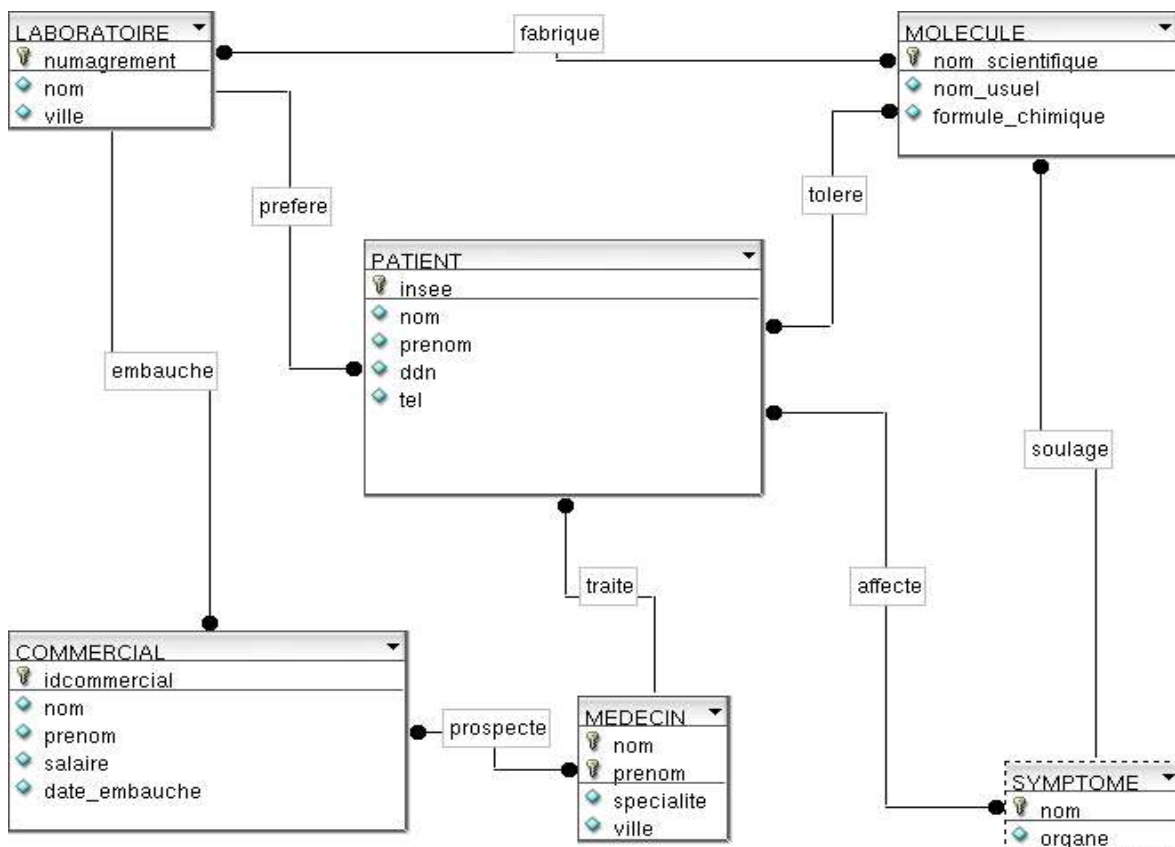 LABORATOIRE
numagrement
nom
ville
fabrique
MOLECULE
nom_scientifique
nom_usuel
formule_chimique
prefere
tolere
PATIENT
insee
nom
prenom
ddn
tel
embauche
soulage
traite
affecte
COMMERCIAL
idcommercial
nom
prenom
salaire
date_embauche
prospecte
MEDECIN
nom
prenom
specialite
ville
SYMPTOME
nom
organe